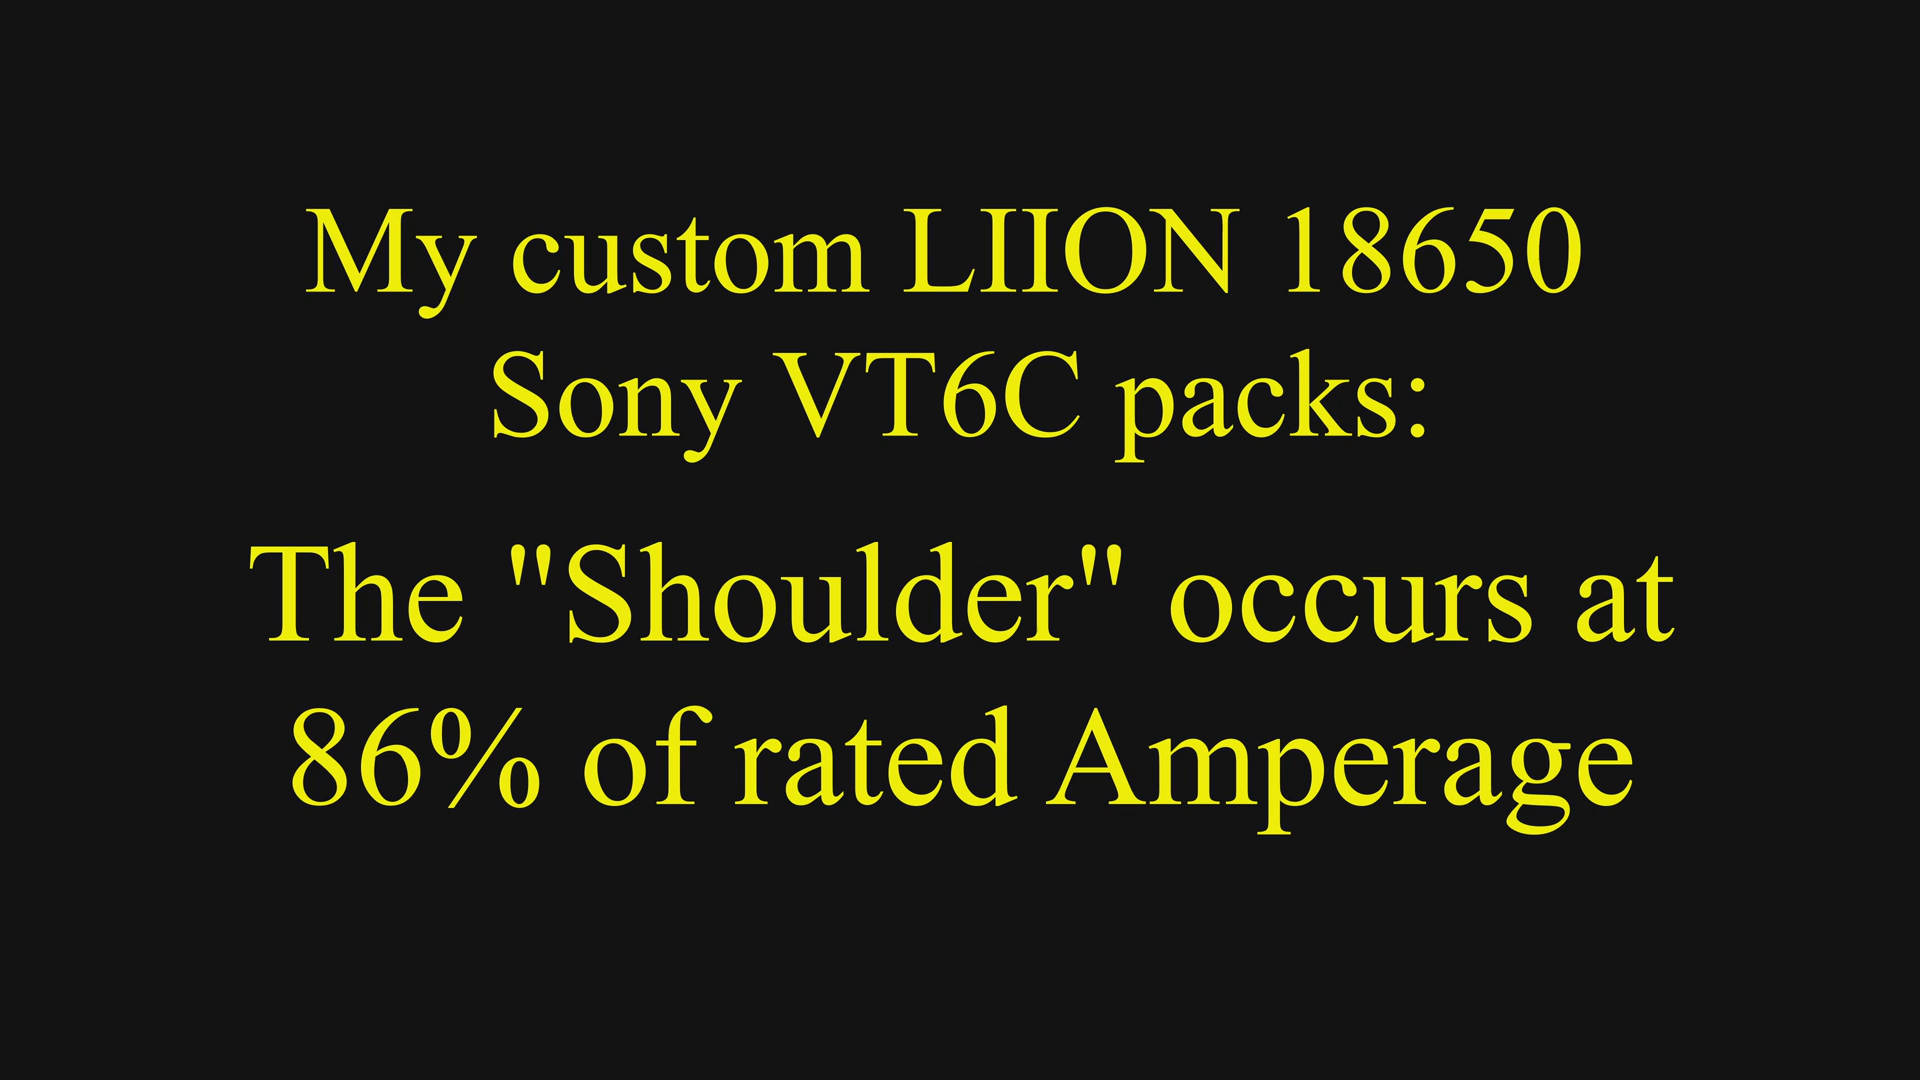 My custom LIION 18650
Sony VT6C packs:
The "Shoulder" occurs at
86% of rated Amperage